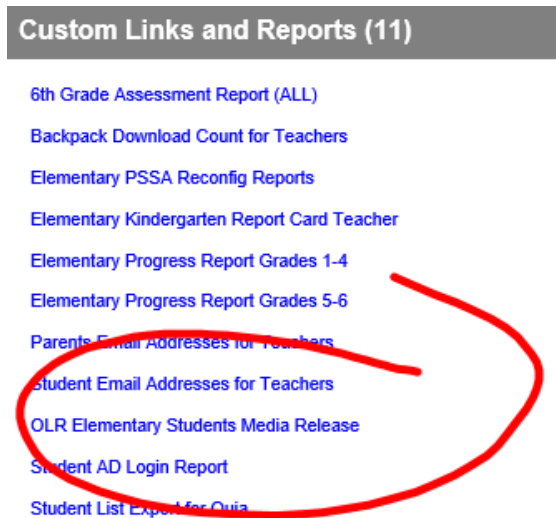 Custom Links and Reports (11)
6th Grade Assessment Report (ALL)
Backpack Download Count for Teachers
Elementary PSSA Reconfig Reports
Elementary Kindergarten Report Card Teacher
Elementary Progress Report Grades 1-4
Elementary Progress Report Grades 5-6
Parents Email Addresses for Teachers
Student Email Addresses for Teachers
OLR Elementary Students Media Release
Student AD Login Report
Student List Export for Quia